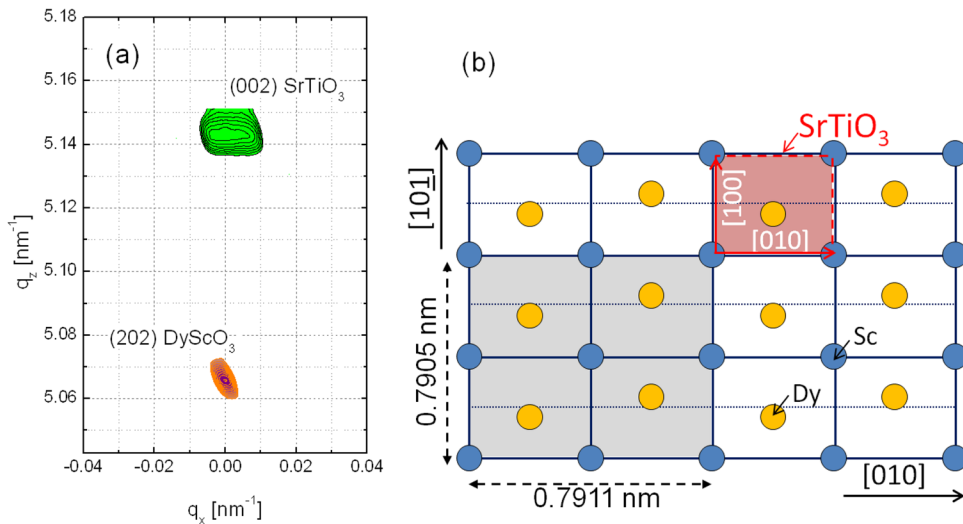 (a)
(002) SrTiO₃
(202) DyScO₃
q_z [nm⁻¹]
5.18
5.16
5.14
5.12
5.10
5.08
5.06
-0.04
-0.02
0.00
0.02
0.04
q_x [nm⁻¹]
(b)
SrTiO₃
[101̲]
[100]
[010]
0.7905 nm
Sc
Dy
0.7911 nm
[010]